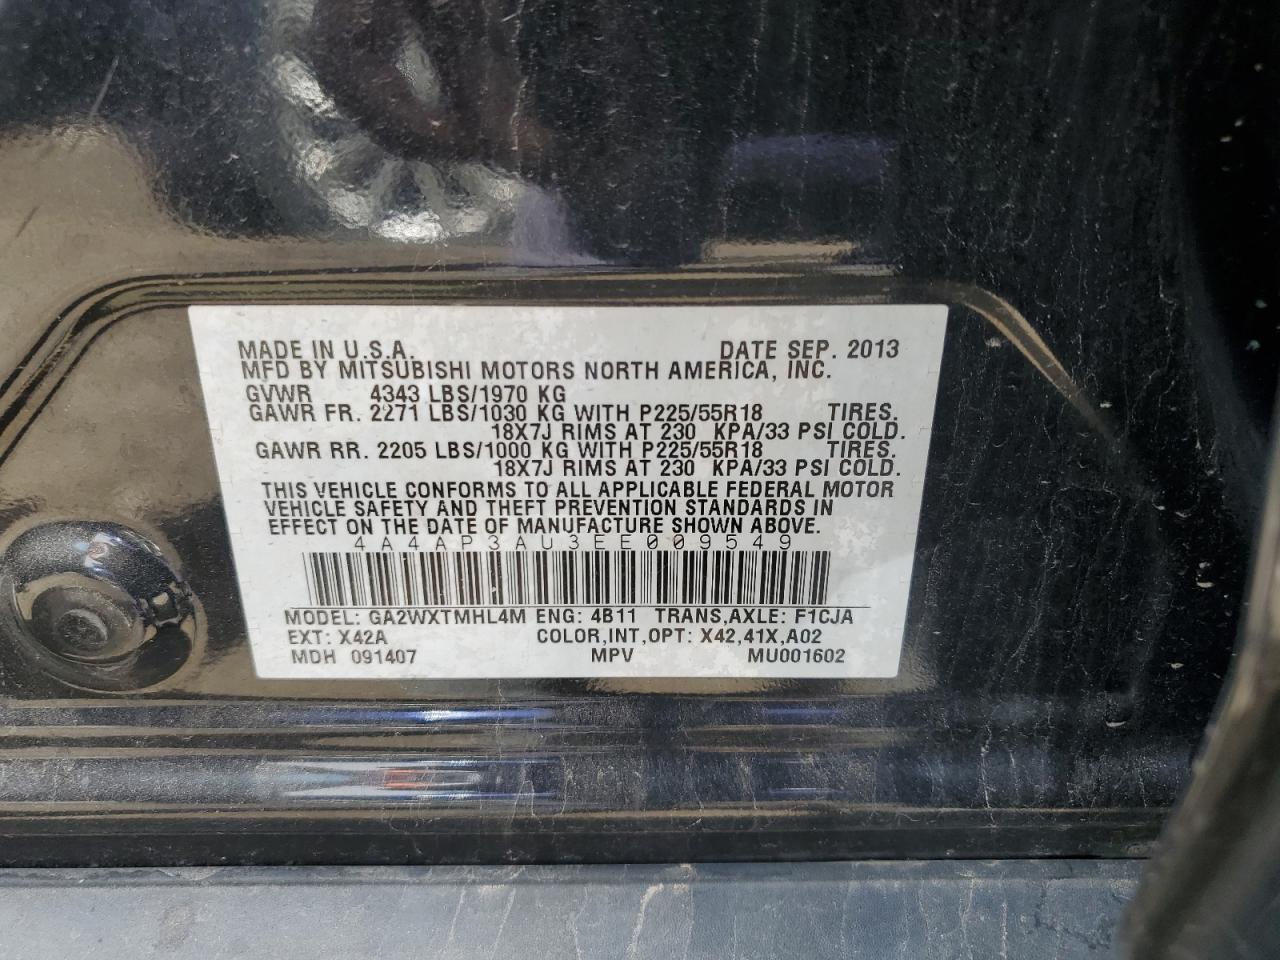 MADE IN U.S.A. DATE SEP. 2013
MFD BY MITSUBISHI MOTORS NORTH AMERICA, INC.
GVWR 4343 LBS/1970 KG
GAWR FR. 2271 LBS/1030 KG WITH P225/55R18 TIRES.
18X7J RIMS AT 230 KPA/33 PSI COLD.
GAWR RR. 2205 LBS/1000 KG WITH P225/55R18 TIRES.
18X7J RIMS AT 230 KPA/33 PSI COLD.
THIS VEHICLE CONFORMS TO ALL APPLICABLE FEDERAL MOTOR
VEHICLE SAFETY AND THEFT PREVENTION STANDARDS IN
EFFECT ON THE DATE OF MANUFACTURE SHOWN ABOVE.
4A4AP3AU3EE009549
MODEL: GA2WXTMHL4M ENG: 4B11 TRANS,AXLE: F1CJA
EXT: X42A COLOR,INT,OPT: X42,41X,A02
MDH 091407 MPV MU001602